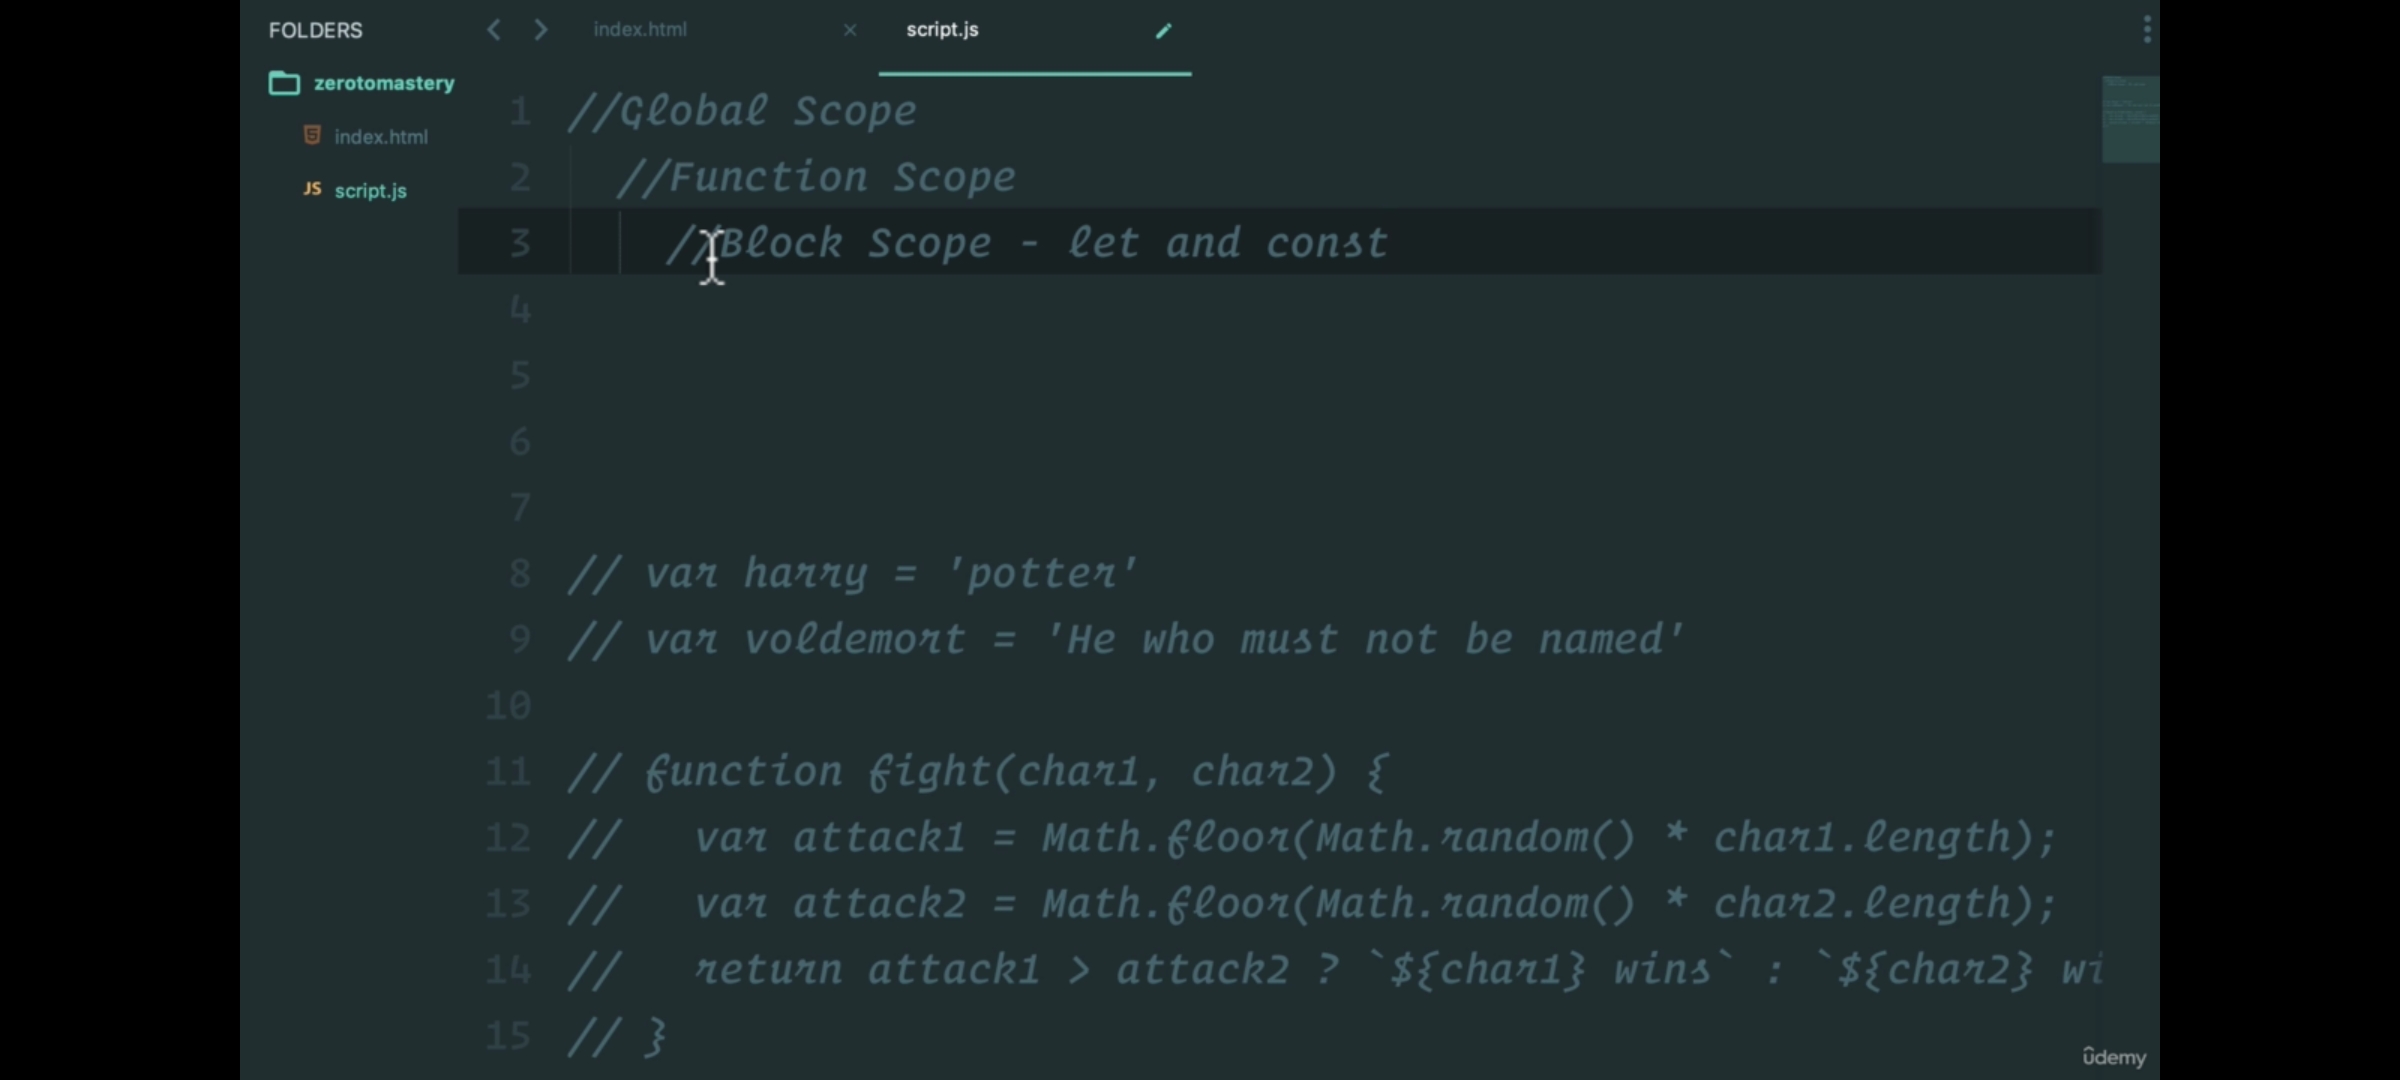 FOLDERS
index.html
script.js
zerotomastery
index.html
JS script.js
1 //Global Scope
2 //Function Scope
3 //Block Scope - let and const
4
5
6
7
8 // var harry = 'potter'
9 // var voldemort = 'He who must not be named'
10
11 // function fight(char1, char2) {
12 // var attack1 = Math.floor(Math.random() * char1.length);
13 // var attack2 = Math.floor(Math.random() * char2.length);
14 // return attack1 > attack2 ? `${char1} wins` : `${char2} wi
15 // }
ûdemy